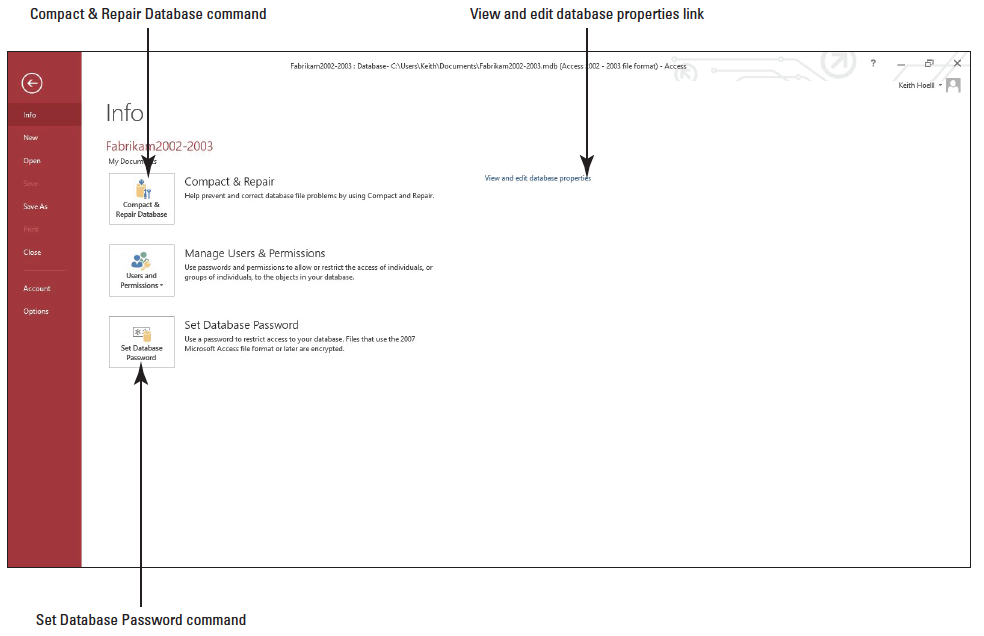 Compact & Repair Database command
View and edit database properties link
Fabrikam2002-2003 : Database- C:\Users\Keith\Documents\Fabrikam2002-2003.mdb (Access 2002 - 2003 file format) - Access
?
Keith Hoell
Info
New
Open
Save
Save As
Print
Close
Account
Options
Info
Fabrikam2002-2003
My Documents
Compact &
Repair Database
Compact & Repair
Help prevent and correct database file problems by using Compact and Repair.
View and edit database properties
Users and
Permissions
Manage Users & Permissions
Use passwords and permissions to allow or restrict the access of individuals, or
groups of individuals, to the objects in your database.
Set Database
Password
Set Database Password
Use a password to restrict access to your database. Files that use the 2007
Microsoft Access file format or later are encrypted.
Set Database Password command